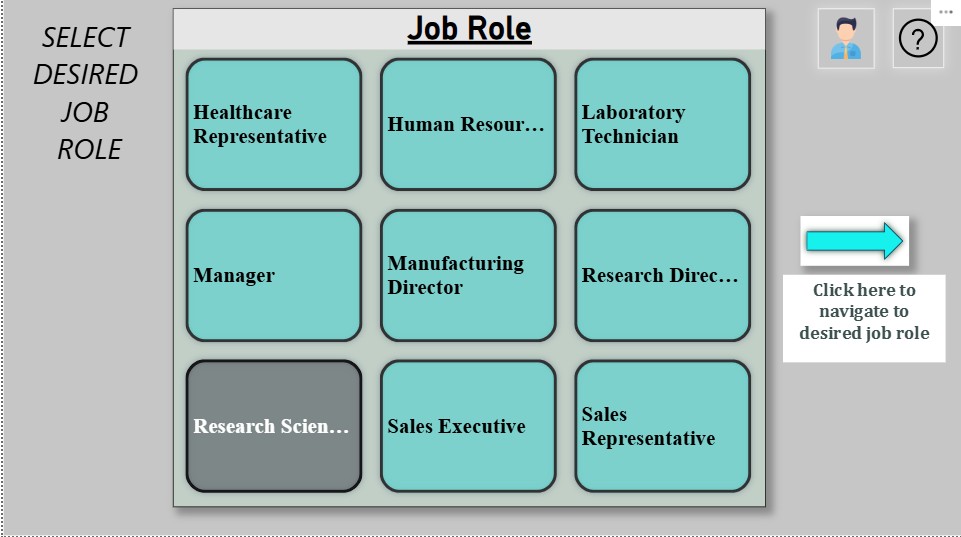 SELECT
DESIRED
JOB
ROLE
Job Role
Healthcare
Representative
Human Resour...
Laboratory
Technician
Manager
Manufacturing
Director
Research Direc...
Research Scien...
Sales Executive
Sales
Representative
?
Click here to
navigate to
desired job role